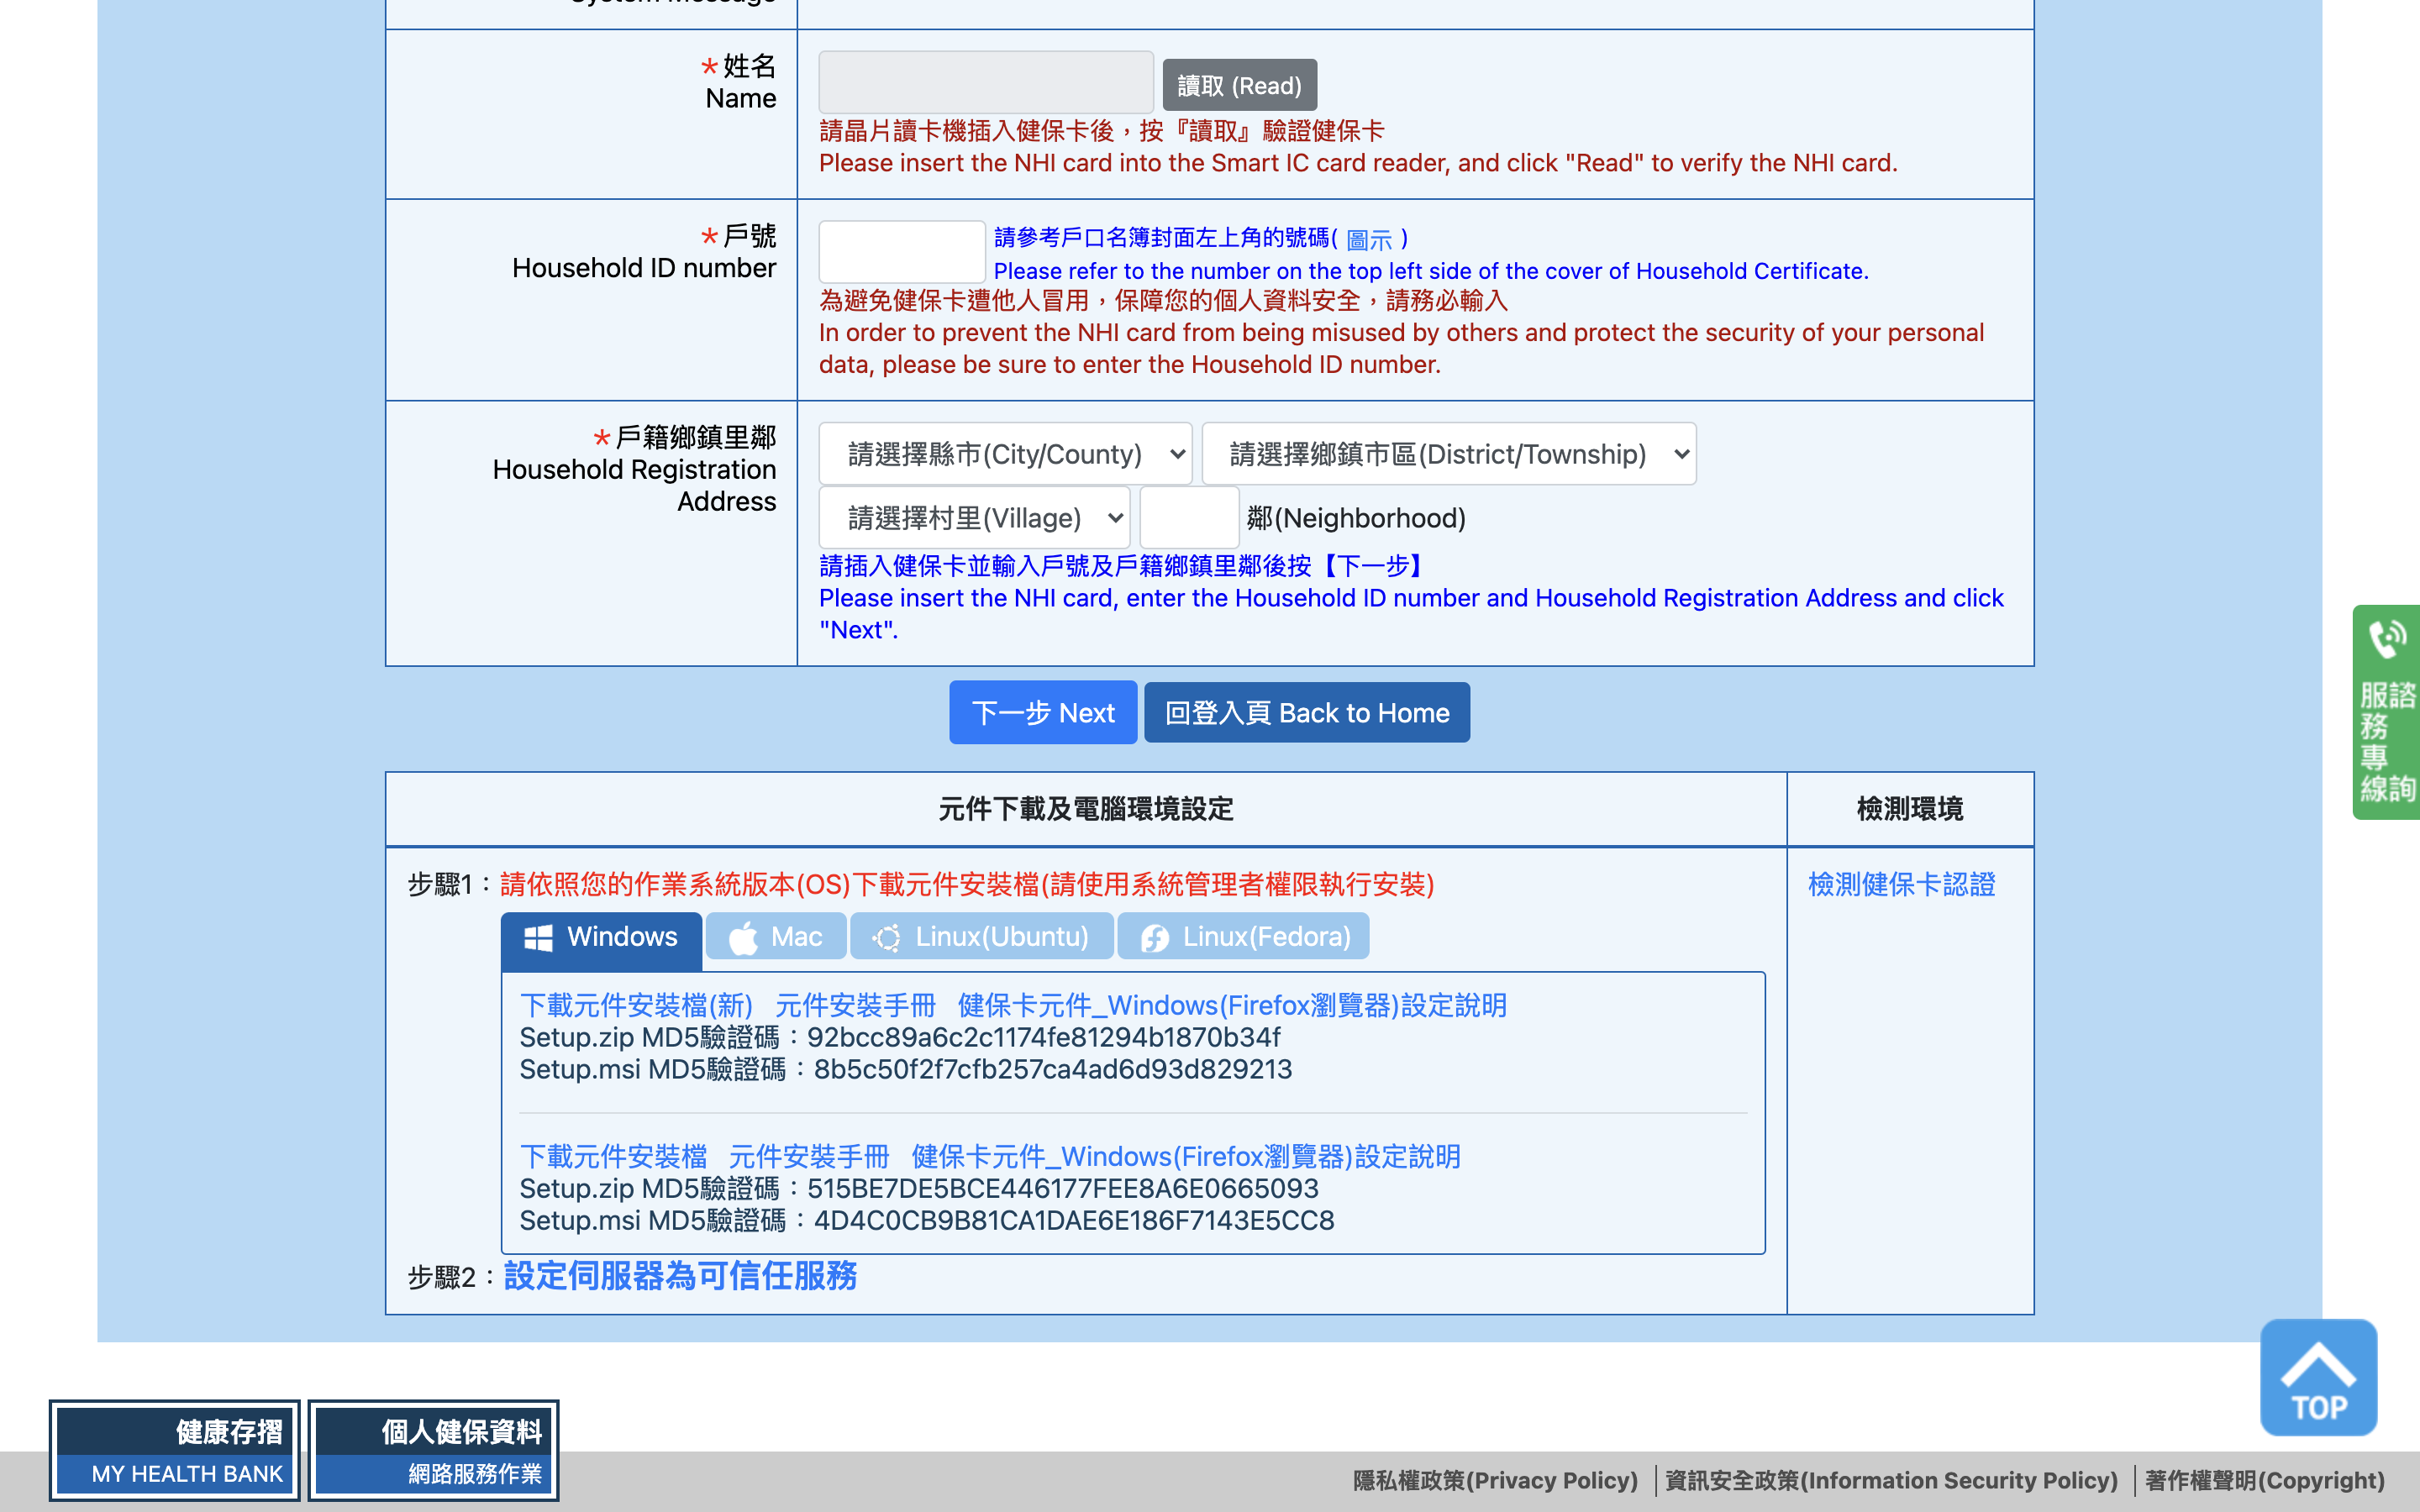 System Message
*姓名
Name
讀取 (Read)
請晶片讀卡機插入健保卡後，按『讀取』驗證健保卡
Please insert the NHI card into the Smart IC card reader, and click "Read" to verify the NHI card.
*戶號
Household ID number
請參考戶口名簿封面左上角的號碼( 圖示 )
Please refer to the number on the top left side of the cover of Household Certificate.
為避免健保卡遭他人冒用，保障您的個人資料安全，請務必輸入
In order to prevent the NHI card from being misused by others and protect the security of your personal
data, please be sure to enter the Household ID number.
*戶籍鄉鎮里鄰
Household Registration
Address
請選擇縣市(City/County) 請選擇鄉鎮市區(District/Township)
請選擇村里(Village) 鄰(Neighborhood)
請插入健保卡並輸入戶號及戶籍鄉鎮里鄰後按【下一步】
Please insert the NHI card, enter the Household ID number and Household Registration Address and click
"Next".
下一步 Next 回登入頁 Back to Home
諮詢
服務專線
元件下載及電腦環境設定 檢測環境
步驟1：請依照您的作業系統版本(OS)下載元件安裝檔(請使用系統管理者權限執行安裝)
檢測健保卡認證
Windows Mac Linux(Ubuntu) Linux(Fedora)
下載元件安裝檔(新) 元件安裝手冊 健保卡元件_Windows(Firefox瀏覽器)設定說明
Setup.zip MD5驗證碼：92bcc89a6c2c1174fe81294b1870b34f
Setup.msi MD5驗證碼：8b5c50f2f7cfb257ca4ad6d93d829213
下載元件安裝檔 元件安裝手冊 健保卡元件_Windows(Firefox瀏覽器)設定說明
Setup.zip MD5驗證碼：515BE7DE5BCE446177FEE8A6E0665093
Setup.msi MD5驗證碼：4D4C0CB9B81CA1DAE6E186F7143E5CC8
步驟2：設定伺服器為可信任服務
TOP
健康存摺
MY HEALTH BANK
個人健保資料
網路服務作業
隱私權政策(Privacy Policy) 資訊安全政策(Information Security Policy) 著作權聲明(Copyright)